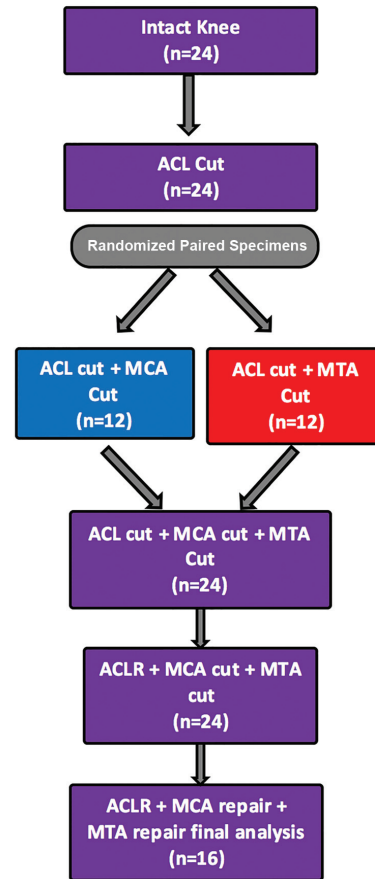 Intact Knee
(n=24)
ACL Cut
(n=24)
Randomized Paired Specimens
ACL cut + MCA
Cut
(n=12)
ACL cut + MTA
Cut
(n=12)
ACL cut + MCA cut + MTA
Cut
(n=24)
ACLR + MCA cut + MTA
cut
(n=24)
ACLR + MCA repair +
MTA repair final analysis
(n=16)